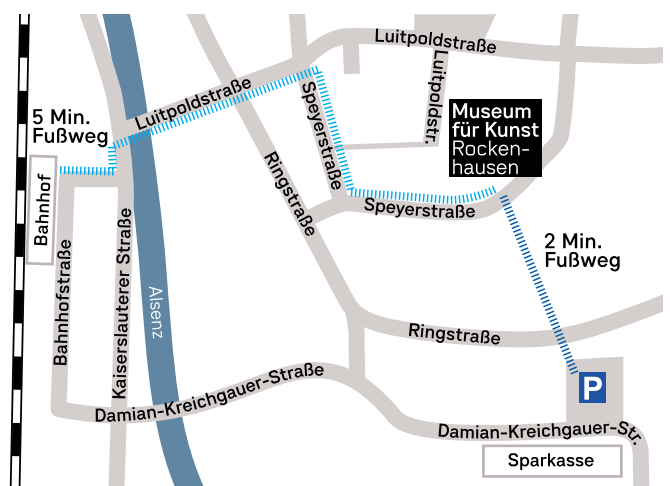 Luitpoldstraße
Luitpoldstr.
Luitpoldstraße
5 Min.
Fußweg
Speyerstraße
Museum
für Kunst
Rocken-
hausen
Bahnhof
Ringstraße
Speyerstraße
2 Min.
Fußweg
Bahnhofstraße
Kaiserslauterer Straße
Alsenz
Ringstraße
P
Damian-Kreichgauer-Straße
Damian-Kreichgauer-Str.
Sparkasse